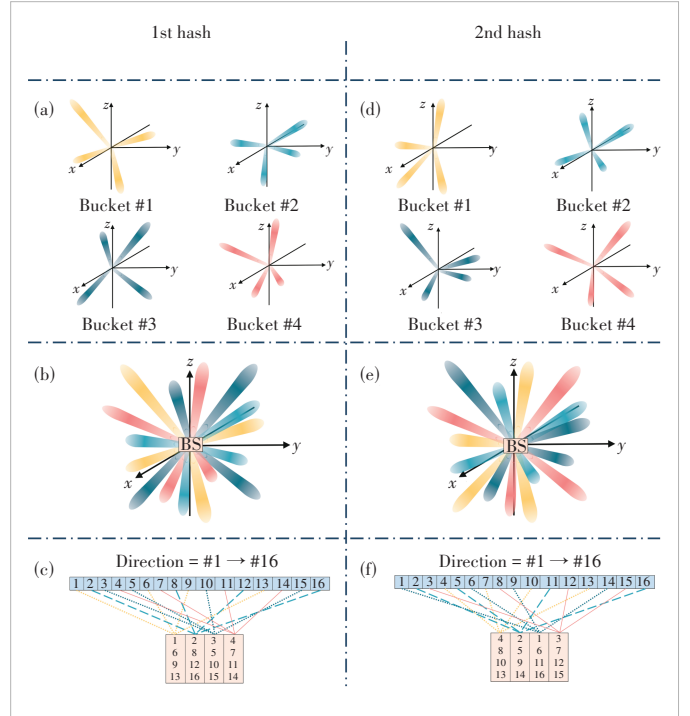 1st hash
2nd hash
(a)
z
y
x
Bucket #1
z
y
x
Bucket #2
z
y
x
Bucket #3
z
y
x
Bucket #4
(d)
z
y
x
Bucket #1
z
y
x
Bucket #2
z
y
x
Bucket #3
z
y
x
Bucket #4
(b)
z
BS
y
x
(e)
z
BS
y
x
(c)
Direction = #1 → #16
1 2 3 4 5 6 7 8 9 10 11 12 13 14 15 16
1 2 3 4
6 8 5 7
9 12 10 11
13 16 15 14
(f)
Direction = #1 → #16
1 2 3 4 5 6 7 8 9 10 11 12 13 14 15 16
4 2 1 3
8 5 6 7
10 9 11 12
13 14 16 15